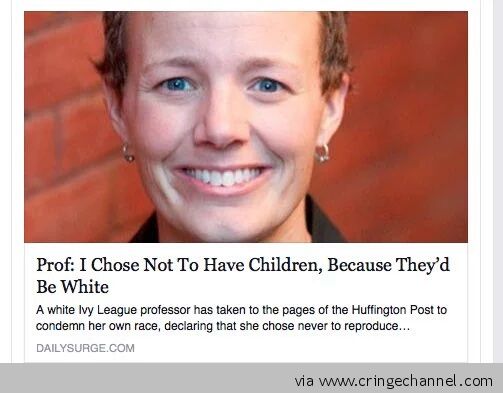 Prof: I Chose Not To Have Children, Because They'd
Be White
A white Ivy League professor has taken to the pages of the Huffington Post to
condemn her own race, declaring that she chose never to reproduce…
DAILYSURGE.COM
via www.cringechannel.com